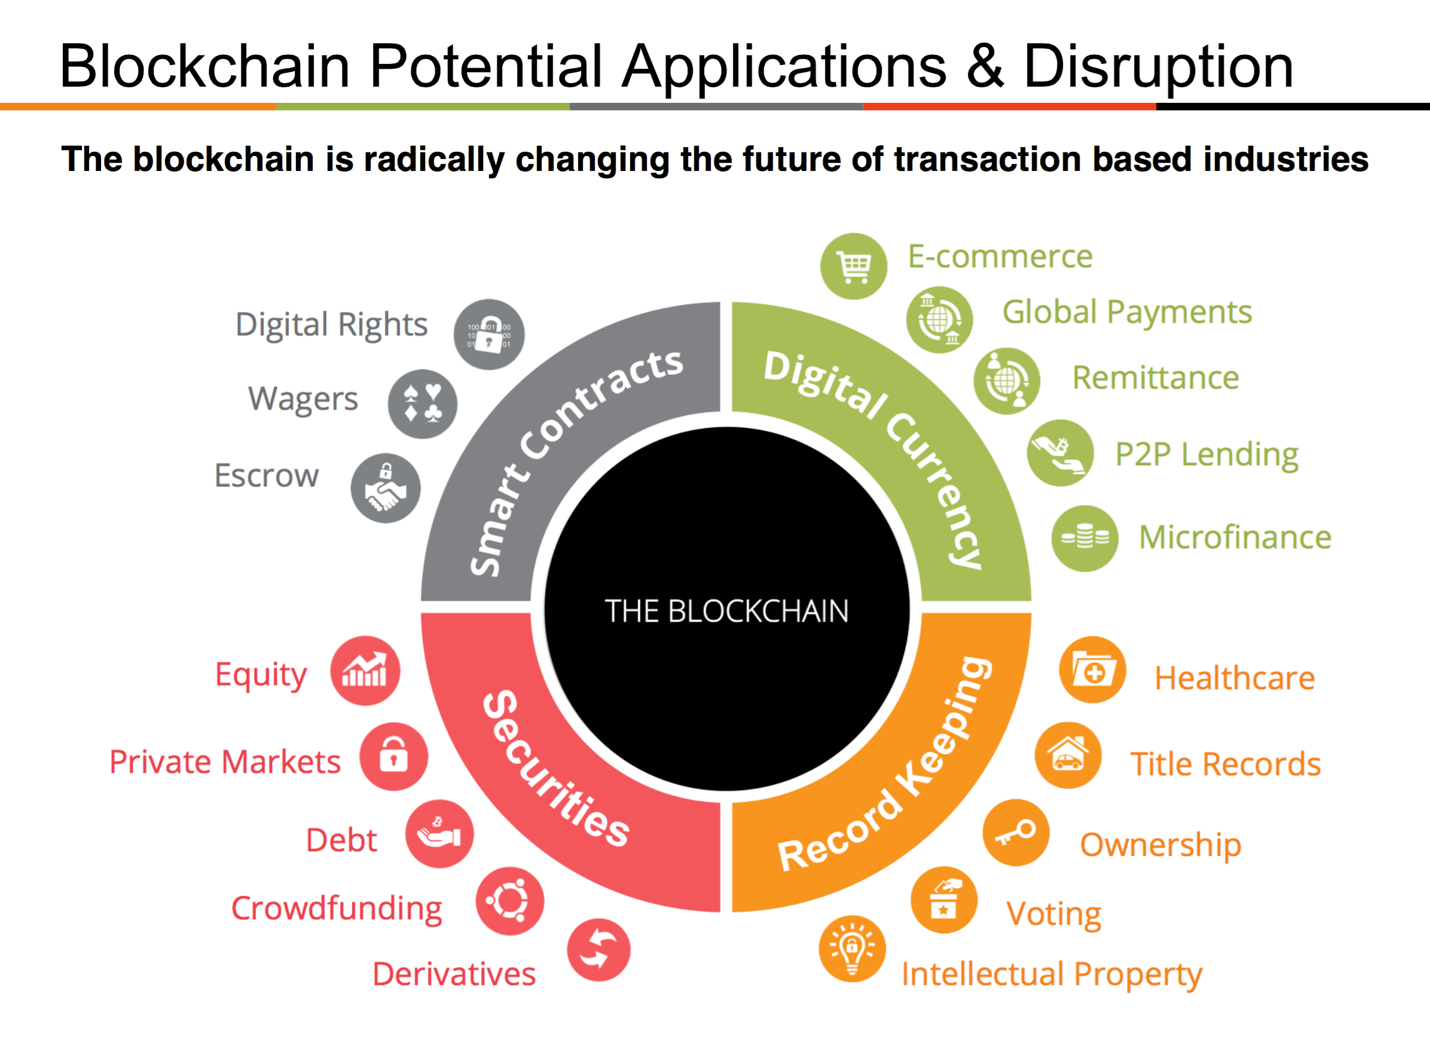 Blockchain Potential Applications & Disruption
The blockchain is radically changing the future of transaction based industries
Smart Contracts
Digital Rights
Wagers
Escrow
Digital Currency
E-commerce
Global Payments
Remittance
P2P Lending
Microfinance
THE BLOCKCHAIN
Securities
Equity
Private Markets
Debt
Crowdfunding
Derivatives
Record Keeping
Healthcare
Title Records
Ownership
Voting
Intellectual Property